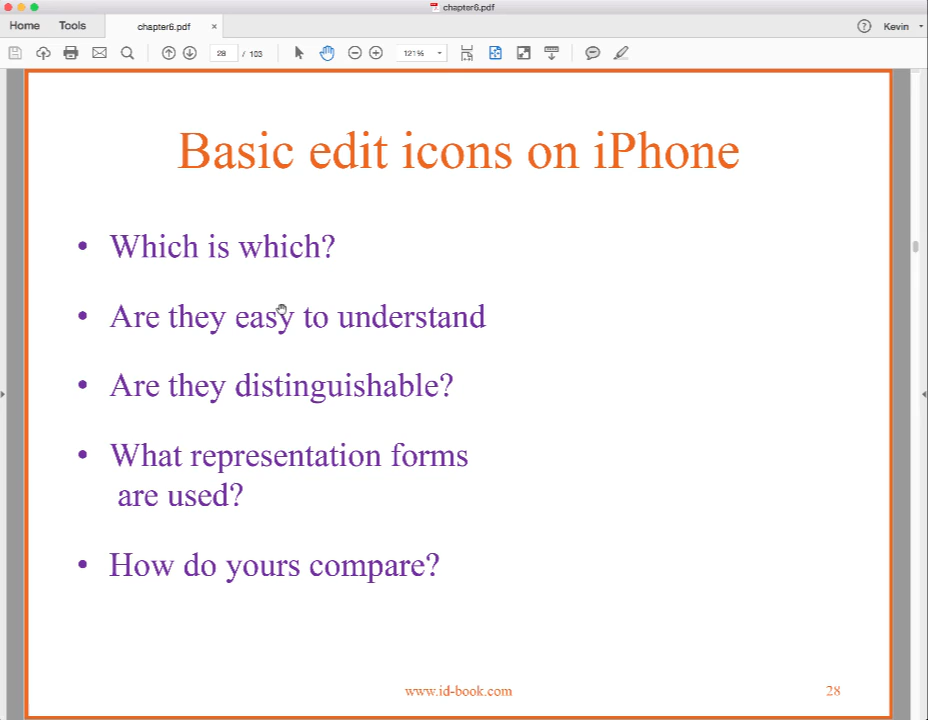 chapter6.pdf
Home Tools chapter6.pdf × ? Kevin
28 / 103 121%
Basic edit icons on iPhone
• Which is which?
• Are they easy to understand
• Are they distinguishable?
• What representation forms
are used?
• How do yours compare?
www.id-book.com 28